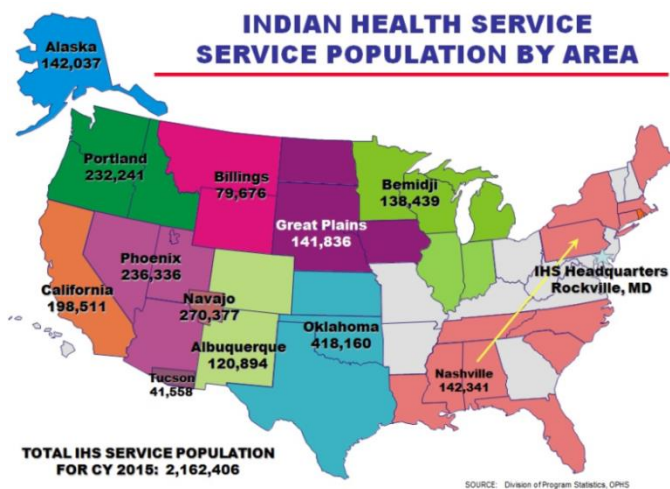 INDIAN HEALTH SERVICE
SERVICE POPULATION BY AREA
Alaska
142,037
Portland
232,241
Billings
79,676
Bemidji
138,439
Great Plains
141,836
Phoenix
236,336
California
198,511
Navajo
270,377
IHS Headquarters
Rockville, MD
Oklahoma
418,160
Albuquerque
120,894
Tucson
41,558
Nashville
142,341
TOTAL IHS SERVICE POPULATION
FOR CY 2015: 2,162,406
SOURCE: Division of Program Statistics, OPHS